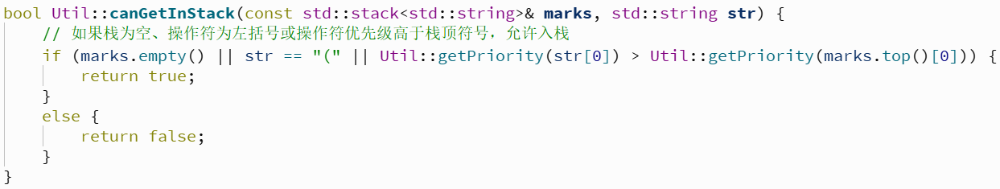 bool Util::canGetInStack(const std::stack<std::string>& marks, std::string str) {
    // 如果栈为空、操作符为左括号或操作符优先级高于栈顶符号，允许入栈
    if (marks.empty() || str == "(" || Util::getPriority(str[0]) > Util::getPriority(marks.top()[0])) {
        return true;
    }
    else {
        return false;
    }
}